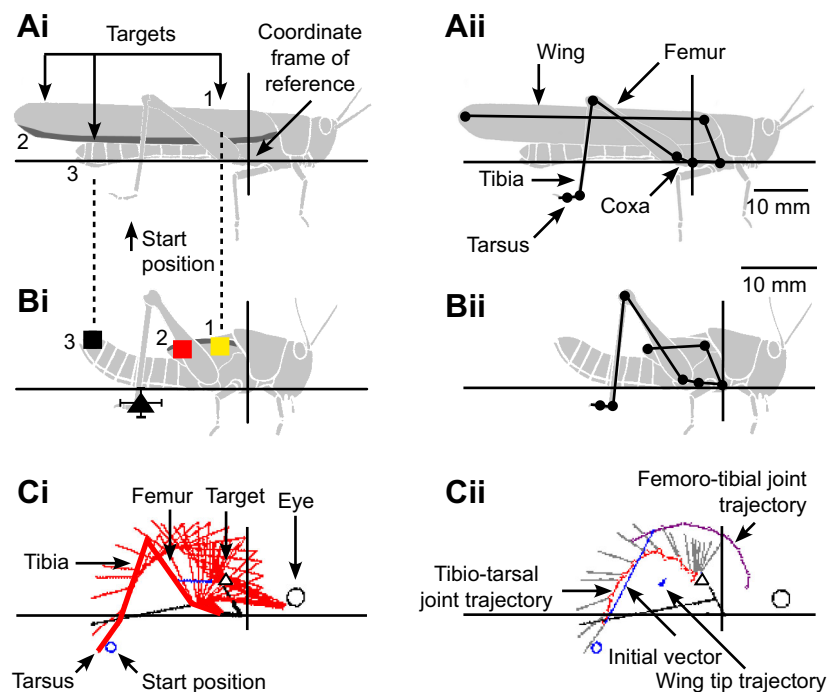 Ai
Targets
Coordinate
frame of
reference
1
2
3
Start
position
Aii
Wing
Femur
Tibia
Coxa
Tarsus
10 mm
Bi
3
2
1
Bii
10 mm
Ci
Femur
Target
Eye
Tibia
Tarsus
Start position
Cii
Femoro-tibial joint
trajectory
Tibio-tarsal
joint trajectory
Initial vector
Wing tip trajectory